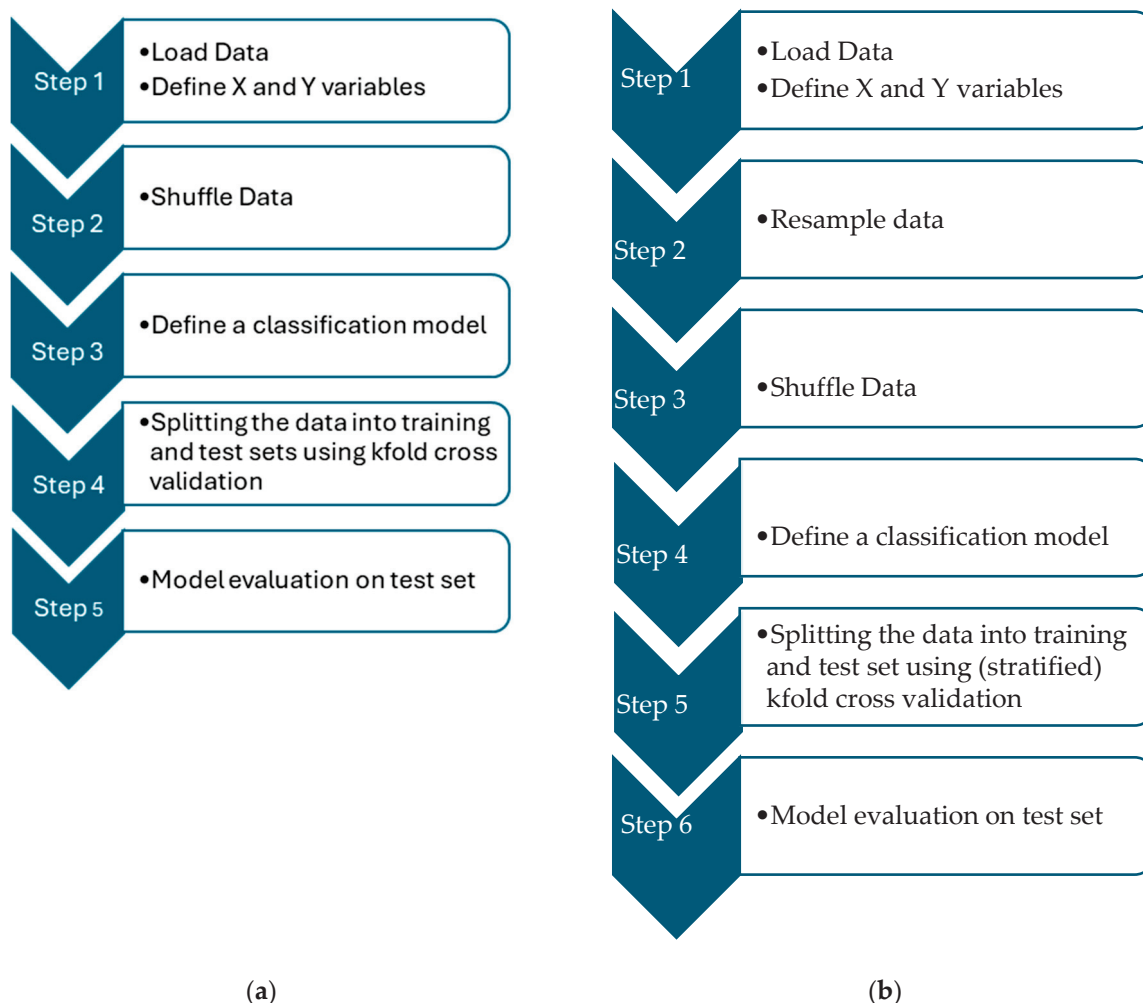 Step 1
•Load Data
•Define X and Y variables
Step 2
•Shuffle Data
Step 3
•Define a classification model
Step 4
•Splitting the data into training
and test sets using kfold cross
validation
Step 5
•Model evaluation on test set
(a)
Step 1
•Load Data
•Define X and Y variables
Step 2
•Resample data
Step 3
•Shuffle Data
Step 4
•Define a classification model
Step 5
•Splitting the data into training
and test set using (stratified)
kfold cross validation
Step 6
•Model evaluation on test set
(b)